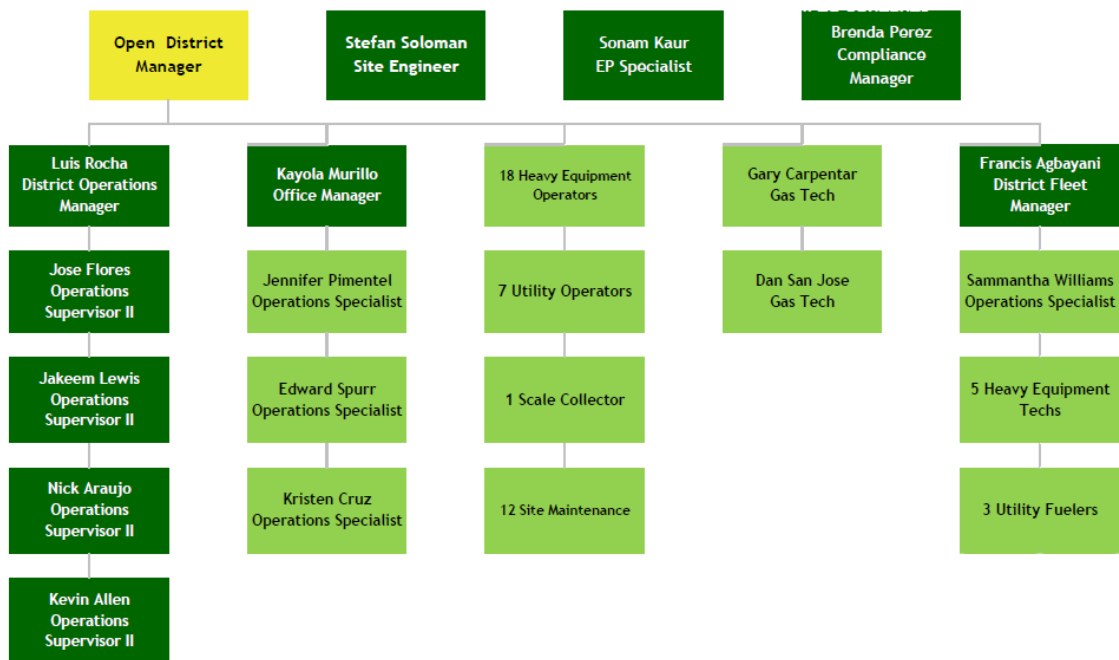 Open District
Manager
Stefan Soloman
Site Engineer
Sonam Kaur
EP Specialist
Brenda Perez
Compliance
Manager
Luis Rocha
District Operations
Manager
Kayola Murillo
Office Manager
18 Heavy Equipment
Operators
Gary Carpentar
Gas Tech
Francis Agbayani
District Fleet
Manager
Jose Flores
Operations
Supervisor II
Jennifer Pimentel
Operations Specialist
7 Utility Operators
Dan San Jose
Gas Tech
Sammantha Williams
Operations Specialist
Jakeem Lewis
Operations
Supervisor II
Edward Spurr
Operations Specialist
1 Scale Collector
5 Heavy Equipment
Techs
Nick Araujo
Operations
Supervisor II
Kristen Cruz
Operations Specialist
12 Site Maintenance
3 Utility Fuelers
Kevin Allen
Operations
Supervisor II